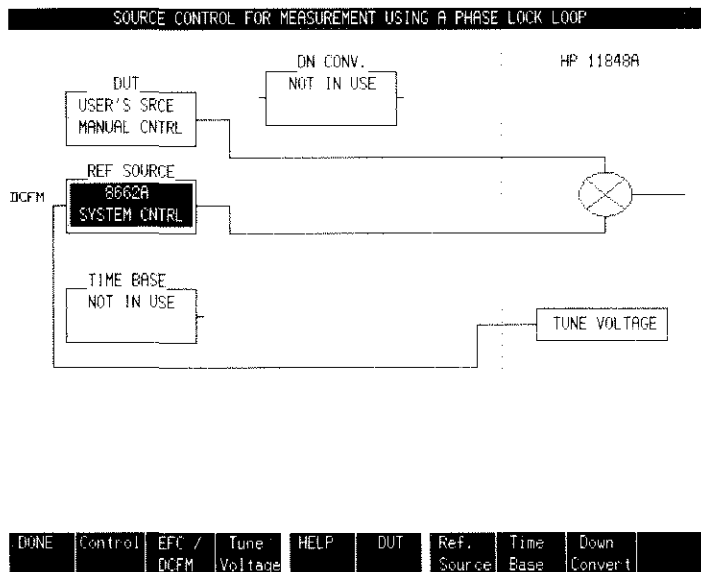 SOURCE CONTROL FOR MEASUREMENT USING A PHASE LOCK LOOP
DN CONV.
NOT IN USE
HP 11848A
DUT
USER'S SRCE
MANUAL CNTRL
REF SOURCE
8662A
SYSTEM CNTRL
DCFM
TIME BASE
NOT IN USE
TUNE VOLTAGE
DONE Control EFC / Tune HELP DUT Ref. Time Down
DCFM Voltage Source Base Convert